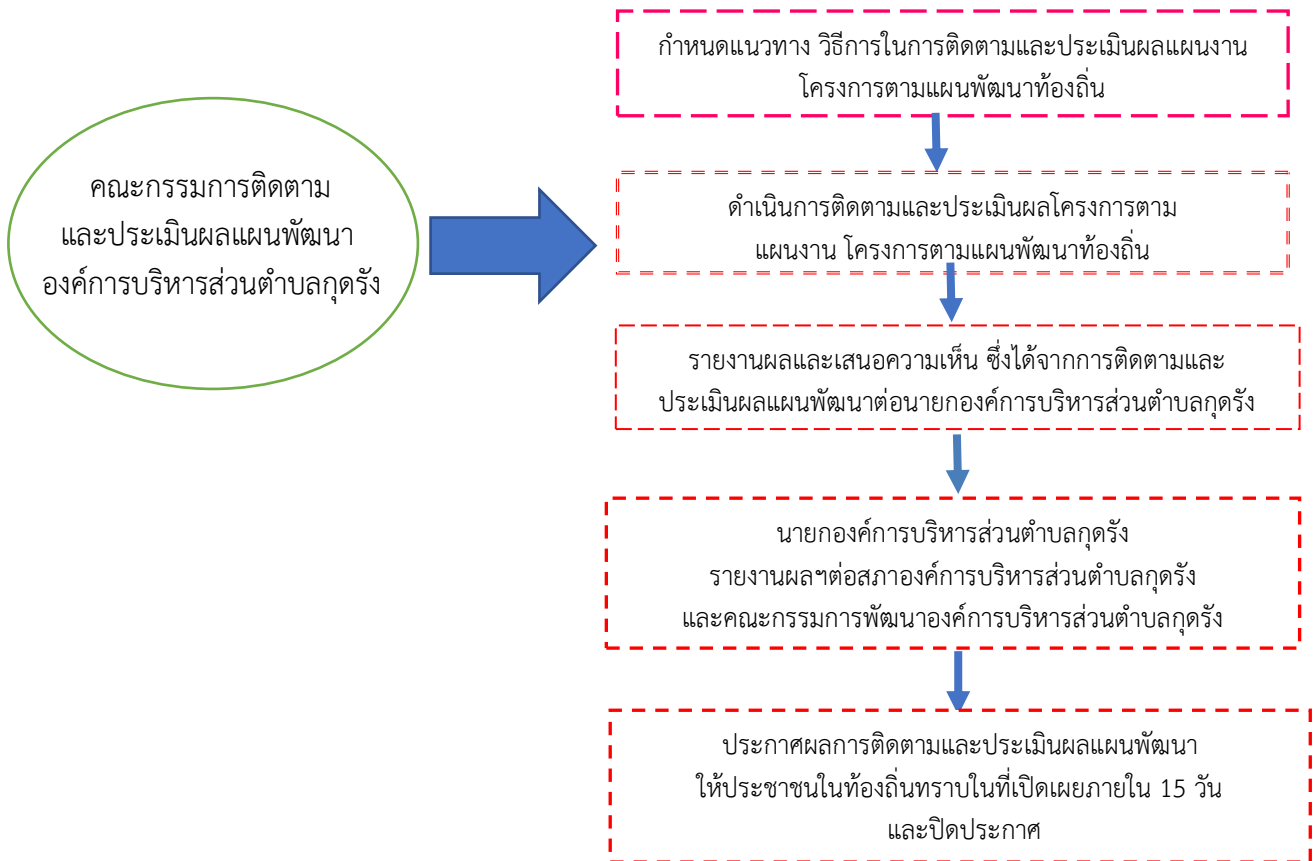 คณะกรรมการติดตาม
และประเมินผลแผนพัฒนา
องค์การบริหารส่วนตำบลกุดรัง
กำหนดแนวทาง วิธีการในการติดตามและประเมินผลแผนงาน
โครงการตามแผนพัฒนาท้องถิ่น
ดำเนินการติดตามและประเมินผลโครงการตาม
แผนงาน โครงการตามแผนพัฒนาท้องถิ่น
รายงานผลและเสนอความเห็น ซึ่งได้จากการติดตามและ
ประเมินผลแผนพัฒนาต่อนายกองค์การบริหารส่วนตำบลกุดรัง
นายกองค์การบริหารส่วนตำบลกุดรัง
รายงานผลฯต่อสภาองค์การบริหารส่วนตำบลกุดรัง
และคณะกรรมการพัฒนาองค์การบริหารส่วนตำบลกุดรัง
ประกาศผลการติดตามและประเมินผลแผนพัฒนา
ให้ประชาชนในท้องถิ่นทราบในที่เปิดเผยภายใน 15 วัน
และปิดประกาศ